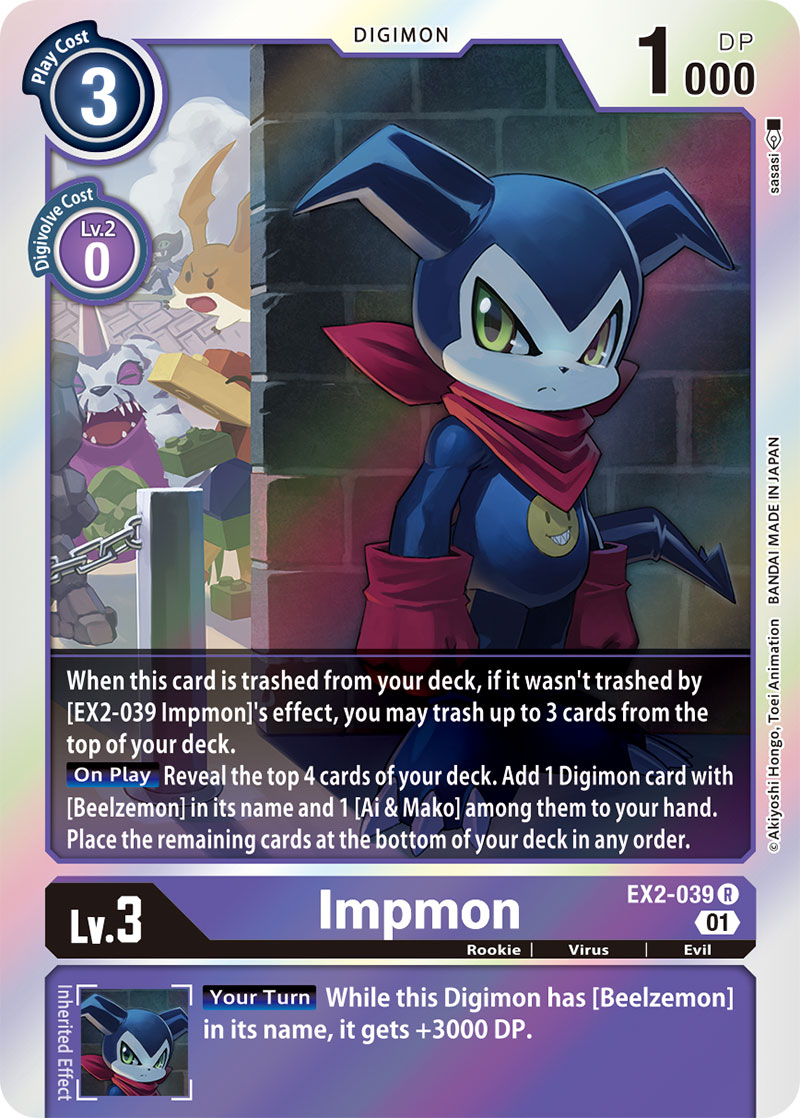 DIGIMON
Play Cost
3
1000
DP
Digivolve Cost
Lv.2
0
sasasi
When this card is trashed from your deck, if it wasn't trashed by
[EX2-039 Impmon]'s effect, you may trash up to 3 cards from the
top of your deck.
On Play Reveal the top 4 cards of your deck. Add 1 Digimon card with
[Beelzemon] in its name and 1 [Ai & Mako] among them to your hand.
Place the remaining cards at the bottom of your deck in any order.
© Akiyoshi Hongo, Toei Animation BANDAI MADE IN JAPAN
Lv.3
Impmon
EX2-039 R
01
Rookie | Virus | Evil
Inherited Effect
Your Turn While this Digimon has [Beelzemon]
in its name, it gets +3000 DP.